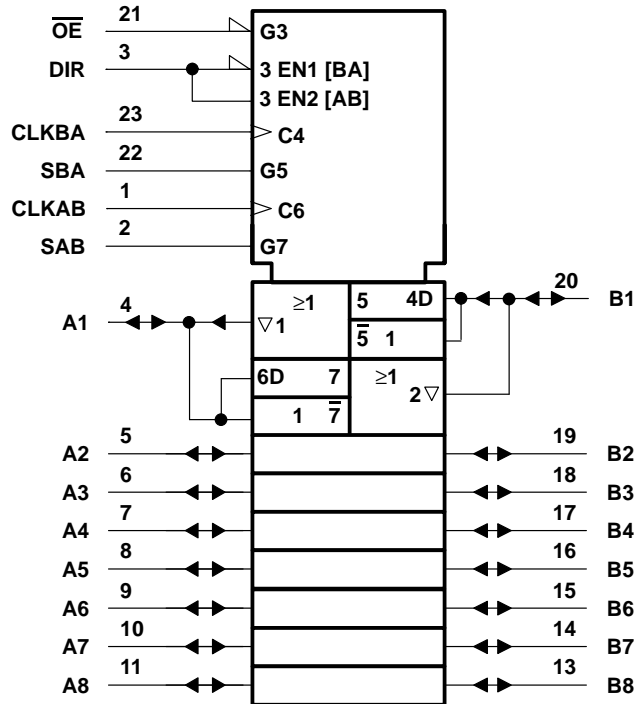 OE 21 G3
DIR 3 3 EN1 [BA]
3 EN2 [AB]
CLKBA 23 C4
SBA 22 G5
CLKAB 1 C6
SAB 2 G7
A1 4 ≥1 5 4D 20 B1
▽1 5̅ 1
6D 7 ≥1
2▽
1 7̅
A2 5 19 B2
A3 6 18 B3
A4 7 17 B4
A5 8 16 B5
A6 9 15 B6
A7 10 14 B7
A8 11 13 B8